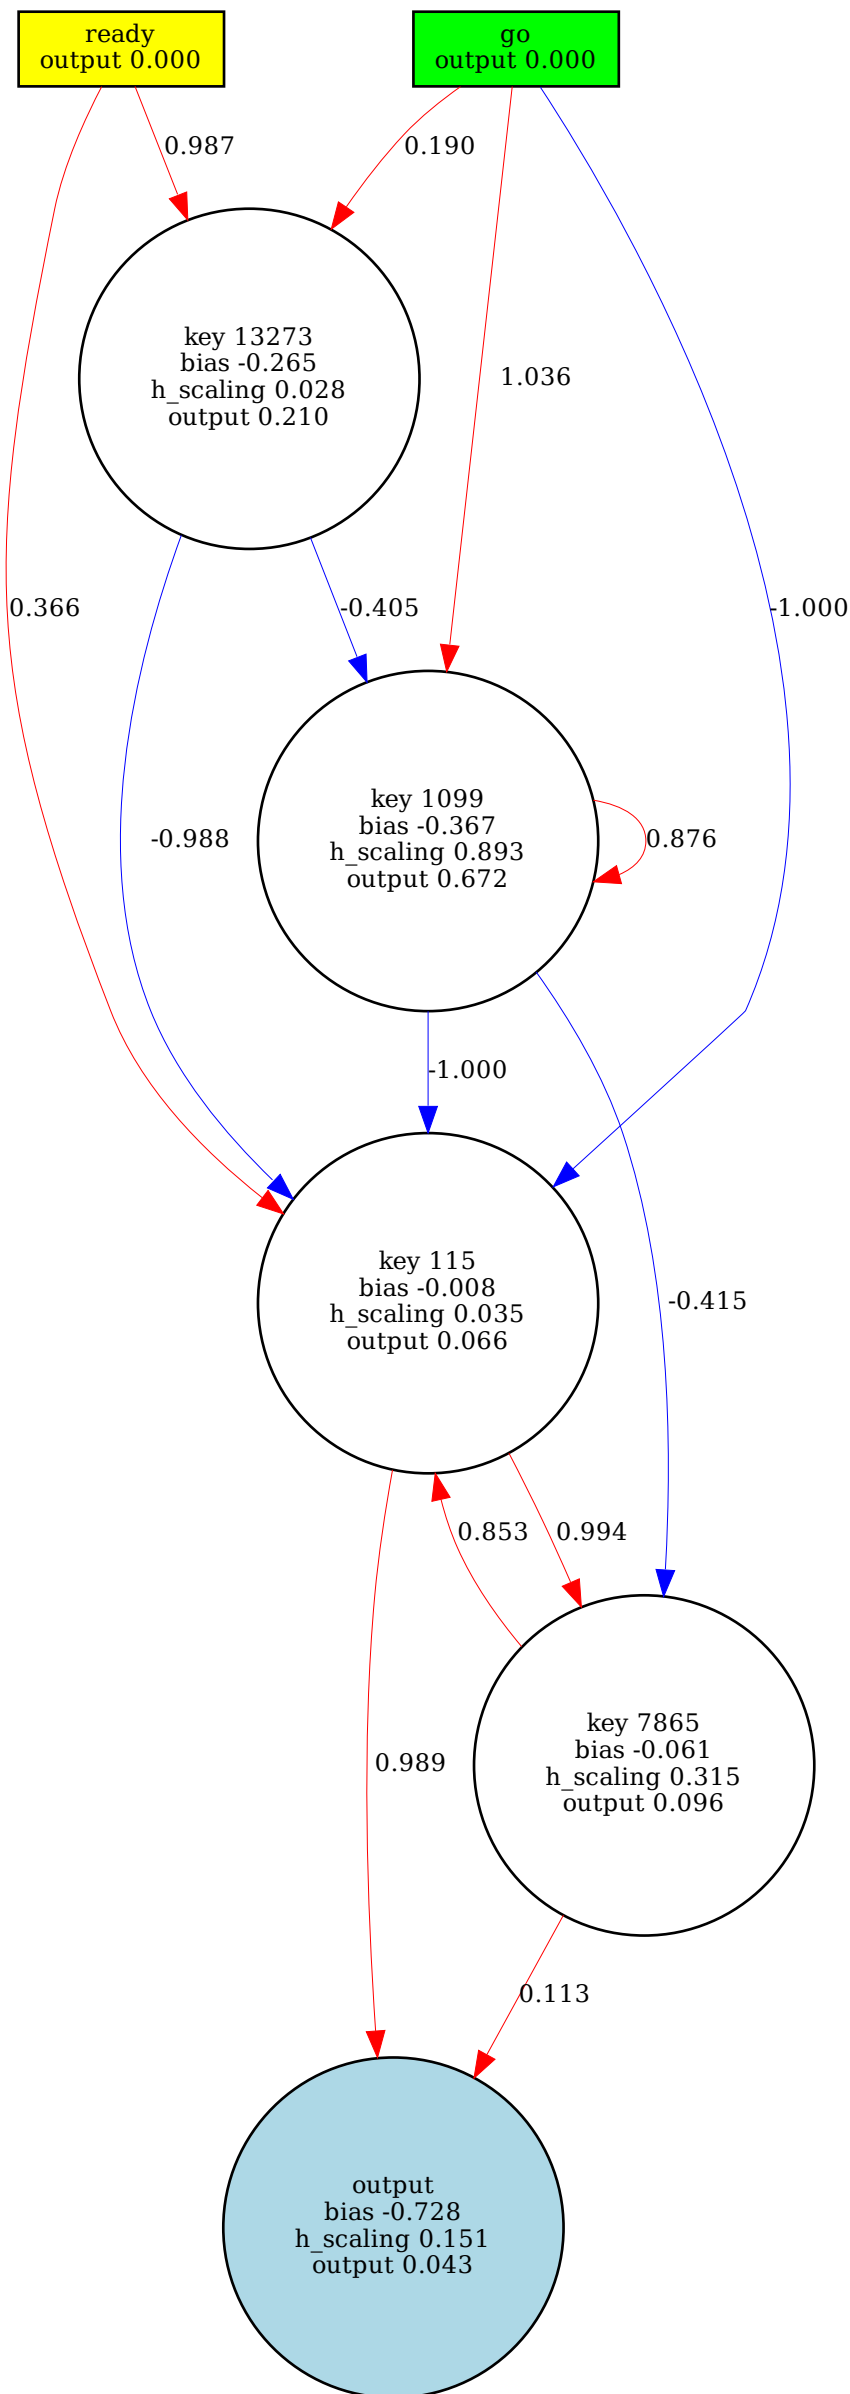 ready
output 0.000
go
output 0.000
0.987
0.190
key 13273
bias -0.265
h_scaling 0.028
output 0.210
1.036
0.366
-0.405
-1.000
key 1099
bias -0.367
h_scaling 0.893
output 0.672
-0.988
0.876
-1.000
key 115
bias -0.008
h_scaling 0.035
output 0.066
-0.415
0.853
0.994
key 7865
bias -0.061
h_scaling 0.315
output 0.096
0.989
0.113
output
bias -0.728
h_scaling 0.151
output 0.043